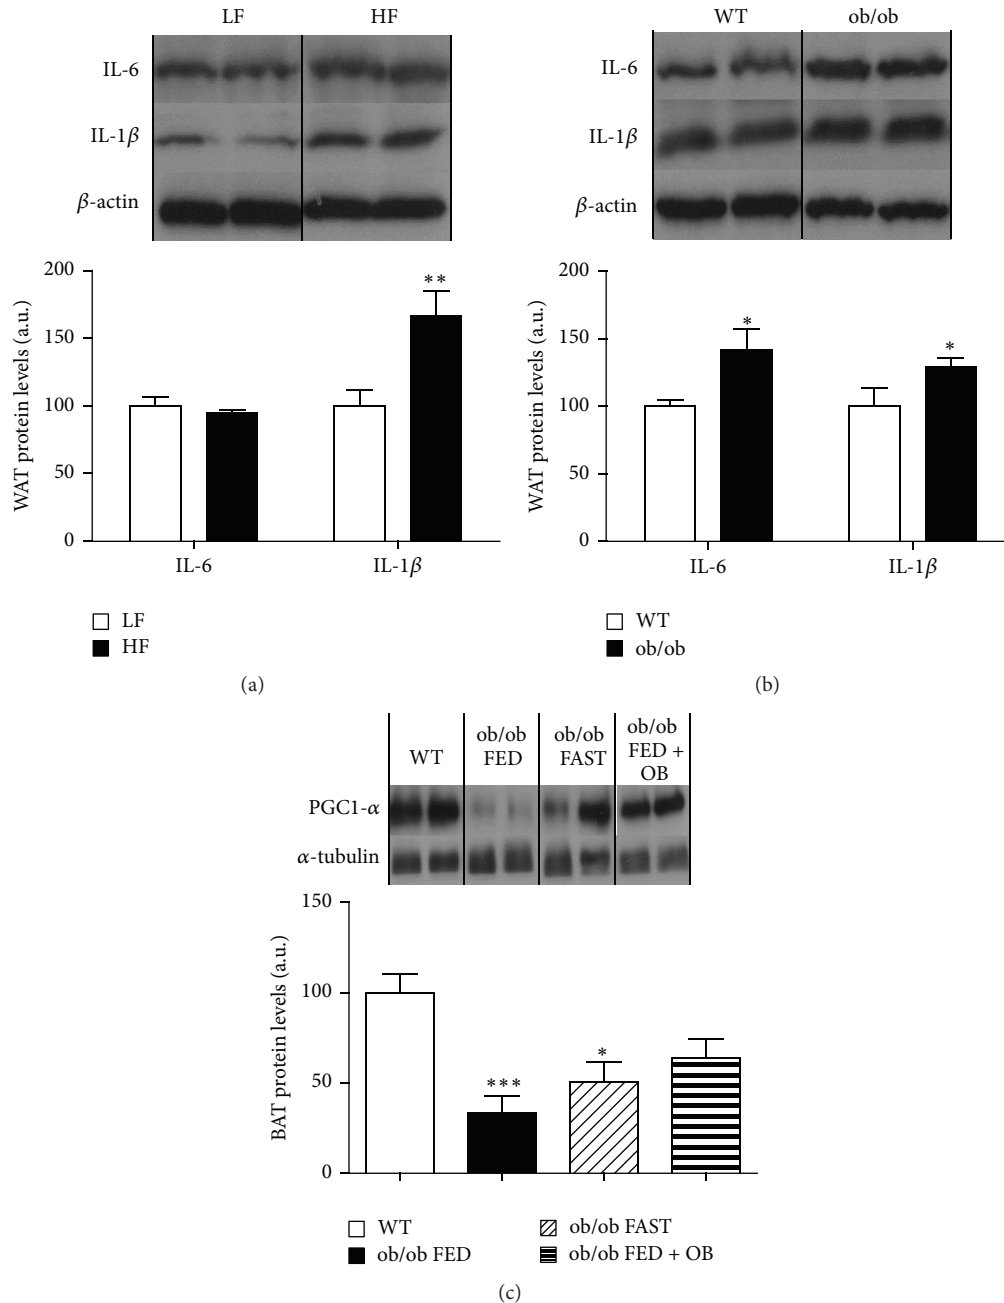 LF HF
IL-6
IL-1β
β-actin
WAT protein levels (a.u.)
200
150
100
50
0
**
IL-6 IL-1β
LF
HF
(a)
WT ob/ob
IL-6
IL-1β
β-actin
WAT protein levels (a.u.)
200
150
100
50
0
* *
IL-6 IL-1β
WT
ob/ob
(b)
WT
ob/ob
FED
ob/ob
FAST
ob/ob
FED +
OB
PGC1-α
α-tubulin
BAT protein levels (a.u.)
150
100
50
0
***
*
WT
ob/ob FED
ob/ob FAST
ob/ob FED + OB
(c)